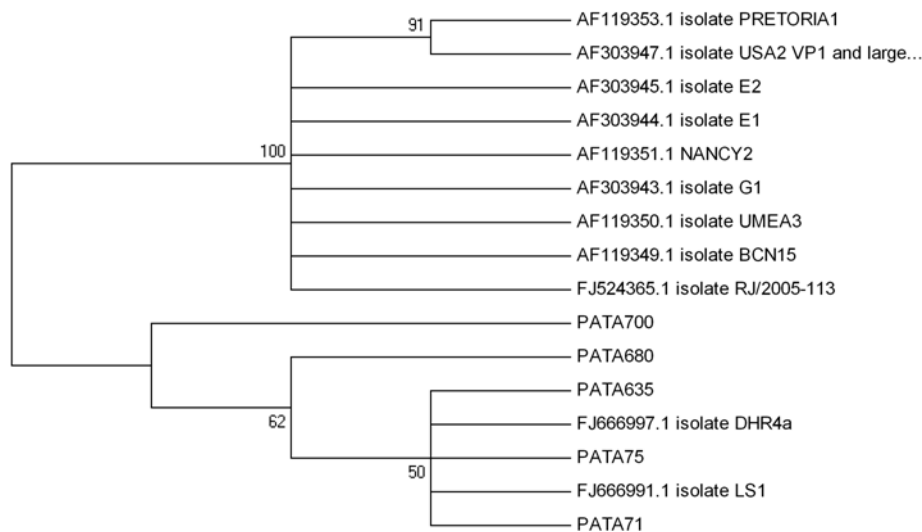 AF119353.1 isolate PRETORIA1
91
AF303947.1 isolate USA2 VP1 and large...
AF303945.1 isolate E2
AF303944.1 isolate E1
100
AF119351.1 NANCY2
AF303943.1 isolate G1
AF119350.1 isolate UMEA3
AF119349.1 isolate BCN15
FJ524365.1 isolate RJ/2005-113
PATA700
PATA680
PATA635
62
FJ666997.1 isolate DHR4a
PATA75
50
FJ666991.1 isolate LS1
PATA71